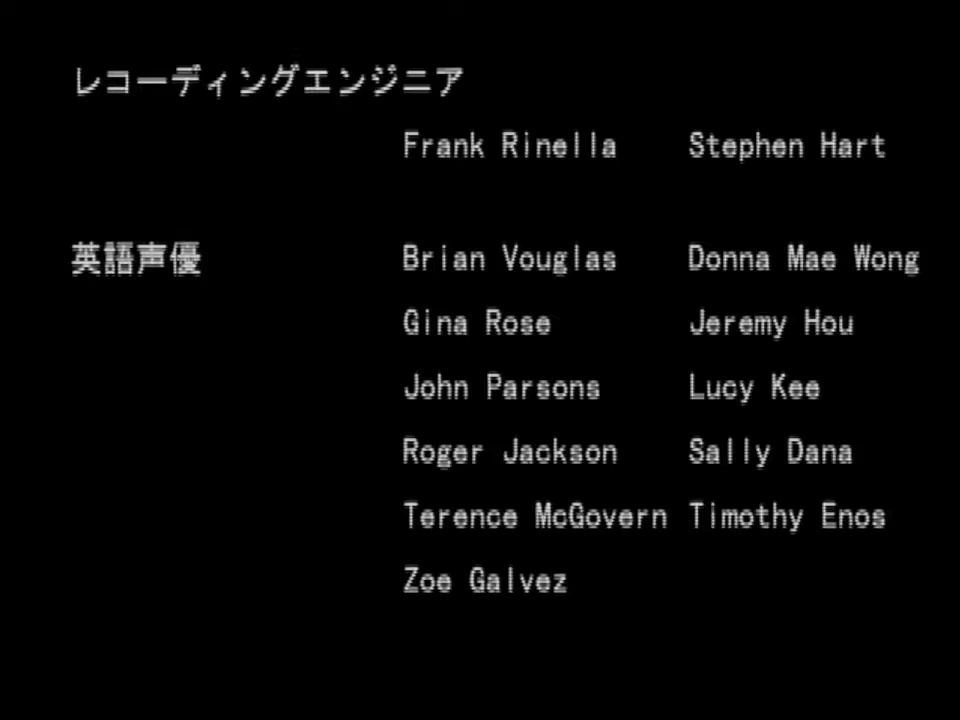 レコーディングエンジニア
Frank Rinella Stephen Hart
英語声優 Brian Vouglas Donna Mae Wong
Gina Rose Jeremy Hou
John Parsons Lucy Kee
Roger Jackson Sally Dana
Terence McGovern Timothy Enos
Zoe Galvez